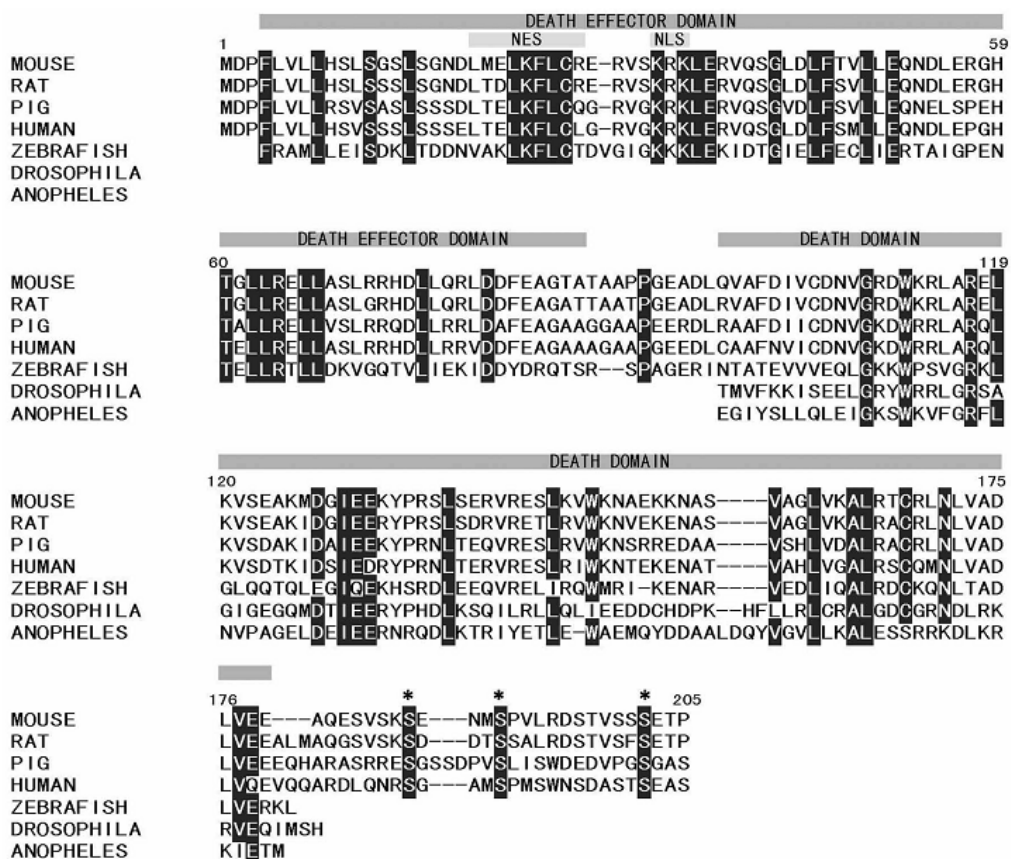 DEATH EFFECTOR DOMAIN
NES NLS
1 59
MOUSE MDPFLVLLHSLSGSLSGNDLMELKFLCRE-RVSKRKLERVQSGLDLFTVLLEQNDLERGH
RAT MDPFLVLLHSLSSSLSGNDLTDLKFLCRE-RVSKRKLERVQSGLDLFSVLLEQNDLERGH
PIG MDPFLVLLRSVSASLSSSDLTELKFLCQG-RVGKRKLERVQSGVDLFSVLLEQNELSPEH
HUMAN MDPFLVLLHSVSSSLSSSELTELKFLCLG-RVGKRKLERVQSGLDLFSMLLEQNDLEPGH
ZEBRAFISH FRAMLLEISDKLTDDNVAKLKFLCTDVGIGKKKLEKIDTGIELFECLIERTAIGPEN
DROSOPHILA
ANOPHELES
DEATH EFFECTOR DOMAIN DEATH DOMAIN
60 119
MOUSE TGLLRELLASLRRHDLLQRLDDFEAGTATAAPPGEADLQVAFDIVCDNVGRDWKRLAREL
RAT TGLLRELLASLGRHDLLQRLDDFEAGTTTAATPGEADLRVAFDIVCDNVGRDWKRLAREL
PIG TALLRELLVSLRRQDLLRRLDAFEAGAAGGAAPEERDLRAAFDIICDNVGKDWRRLARQL
HUMAN TELLRELLASLRRHDLLRRVDDFEAGAAAGAAPGEEDLCAAFNVICDNVGKDWRRLARQL
ZEBRAFISH TELLRTLLDKVGQTVLIEKIDDYDRQTSR--SPAGERINTATEVVVEQLGKKWPSVGRKL
DROSOPHILA TMVFKKISEELGRYWRRLGRSA
ANOPHELES EGIYSLLQLEIGKSWKVFGRFL
DEATH DOMAIN
120 175
MOUSE KVSEAKMDGIEEKYPRSLSERVRESLKVWKNAEKKNAS----VAGLVKALRTCRLNLVAD
RAT KVSEAKIDGIEERYPRSLSDRVRETLRVWKNVEKENAS----VAGLVKALRACRLNLVAD
PIG KVSDAKIDAIEEKYPRNLTEQVRESLRVWKNSRREDAA----VSHLVDALRACRLNLVAD
HUMAN KVSDTKIDSIEDRYPRNLTERVRESLRIWKNTEKENAT----VAHLVGALRSCQMNLVAD
ZEBRAFISH GLQQTQLEGIQEKHSRDLEEQVRELIRQWMRI-KENAR----VEDLIQALRDCKQNLTAD
DROSOPHILA GIGEGQMDTIEERYPHDLKSQILRLLQLTEEDDCHDPK--HFLLRLCRALGDCGRNDLRK
ANOPHELES NVPAGELDEIEERNRQDLKTRIYETLE-WAEMQYDDAALDQYVGVLLKALESSRRKDLKR
176 * * * 205
MOUSE LVEE---AQESVSKSE---NMSPVLRDSTVSSSETP
RAT LVEEALMAQGSVSKSD---DTSSALRDSTVSFSETP
PIG LVEEEQHARASRRESGSSDPVSLISWDEDVPGSGAS
HUMAN LVQEVQQARDLQNRSG---AMSPMSWNSDASTSEAS
ZEBRAFISH LVERKL
DROSOPHILA RVEQIMSH
ANOPHELES KIETM